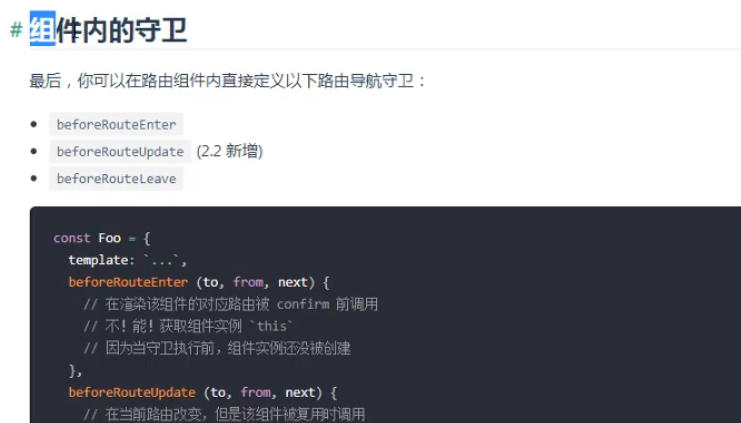 # 组件内的守卫
最后，你可以在路由组件内直接定义以下路由导航守卫：
• beforeRouteEnter
• beforeRouteUpdate (2.2 新增)
• beforeRouteLeave
const Foo = {
  template: `...`,
  beforeRouteEnter (to, from, next) {
    // 在渲染该组件的对应路由被 confirm 前调用
    // 不！能！获取组件实例 `this`
    // 因为当守卫执行前，组件实例还没被创建
  },
  beforeRouteUpdate (to, from, next) {
    // 在当前路由改变，但是该组件被复用时调用